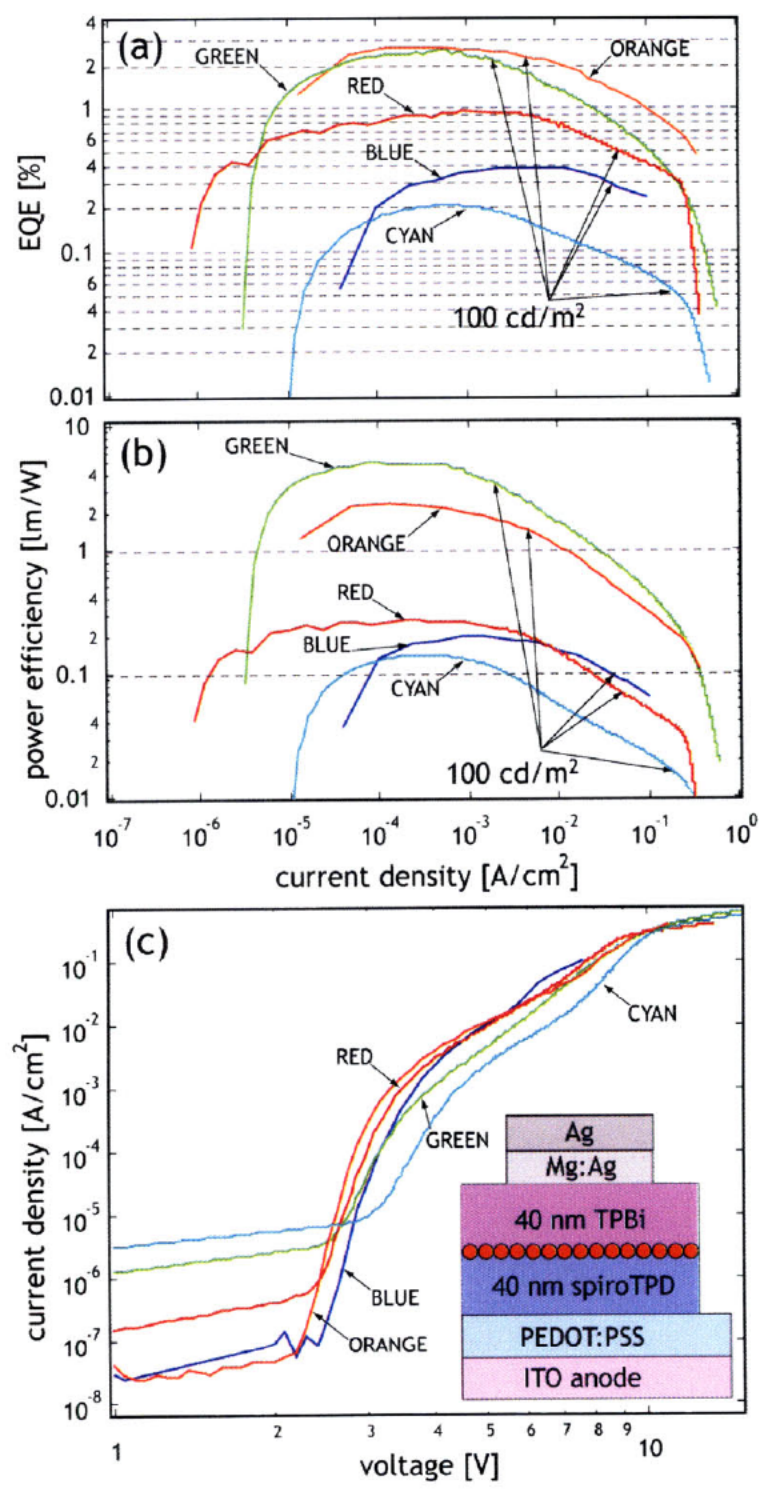 (a)
4
2
1
8
6
4
2
0.1
8
6
4
2
0.01
EQE [%]
GREEN
ORANGE
RED
BLUE
CYAN
100 cd/m²
(b)
10
4
2
1
4
2
0.1
4
2
0.01
power efficiency [lm/W]
GREEN
ORANGE
RED
BLUE
CYAN
100 cd/m²
10⁻⁷ 10⁻⁶ 10⁻⁵ 10⁻⁴ 10⁻³ 10⁻² 10⁻¹ 10⁰
current density [A/cm²]
(c)
10⁻¹
10⁻²
10⁻³
10⁻⁴
10⁻⁵
10⁻⁶
10⁻⁷
10⁻⁸
current density [A/cm²]
CYAN
RED
GREEN
BLUE
ORANGE
Ag
Mg:Ag
40 nm TPBi
40 nm spiroTPD
PEDOT:PSS
ITO anode
1 2 3 4 5 6 7 8 9 10
voltage [V]